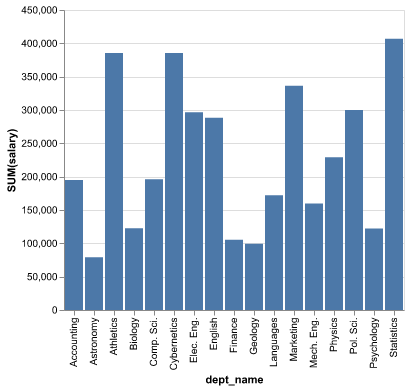 450,000
400,000
350,000
300,000
250,000
200,000
150,000
100,000
50,000
0
SUM(salary)
Accounting
Astronomy
Athletics
Biology
Comp. Sci.
Cybernetics
Elec. Eng.
English
Finance
Geology
Languages
Marketing
Mech. Eng.
Physics
Pol. Sci.
Psychology
Statistics
dept_name